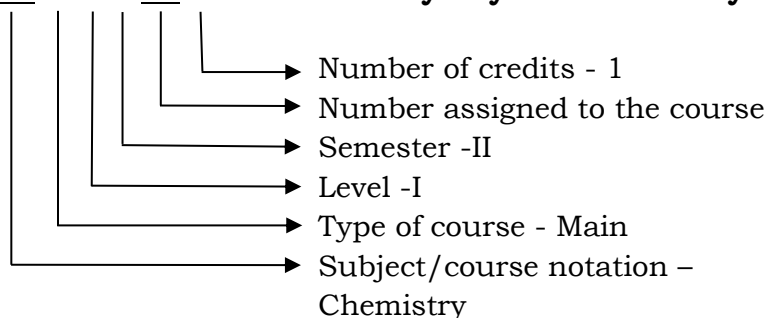 Number of credits - 1
Number assigned to the course
Semester -II
Level -I
Type of course - Main
Subject/course notation –
Chemistry